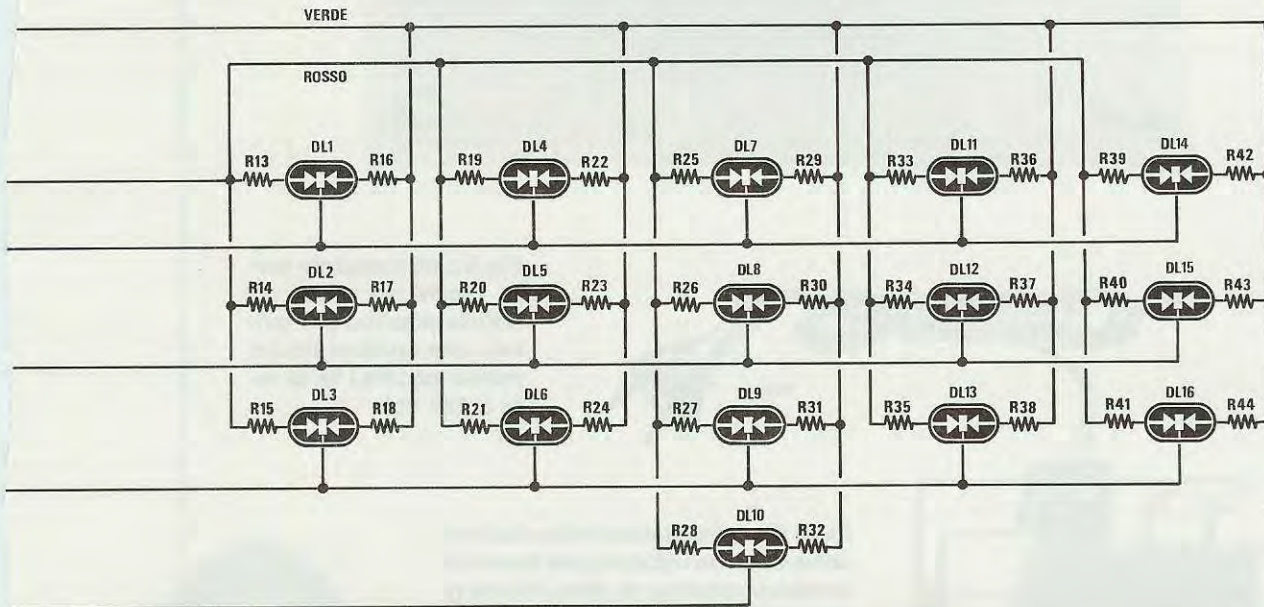 VERDE
ROSSO
DL1 DL4 DL7 DL11 DL14
R13 R16 R19 R22 R25 R29 R33 R36 R39 R42
DL2 DL5 DL8 DL12 DL15
R14 R17 R20 R23 R26 R30 R34 R37 R40 R43
DL3 DL6 DL9 DL13 DL16
R15 R18 R21 R24 R27 R31 R35 R38 R41 R44
DL10
R28 R32